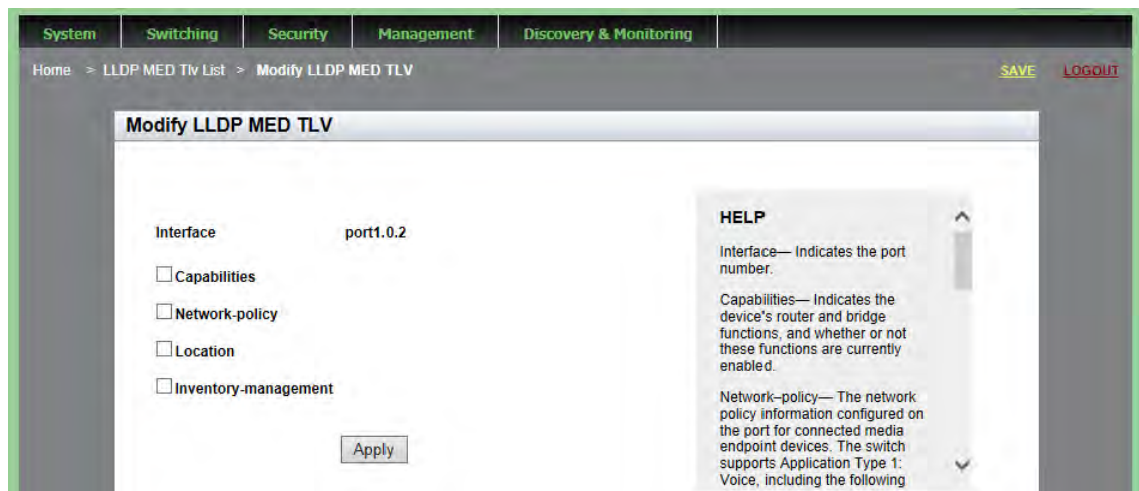 System Switching Security Management Discovery & Monitoring
Home > LLDP MED Tlv List > Modify LLDP MED TLV SAVE LOGOUT
Modify LLDP MED TLV
Interface port1.0.2
Capabilities
Network-policy
Location
Inventory-management
Apply
HELP
Interface— Indicates the port
number.
Capabilities— Indicates the
device's router and bridge
functions, and whether or not
these functions are currently
enabled.
Network–policy— The network
policy information configured on
the port for connected media
endpoint devices. The switch
supports Application Type 1:
Voice, including the following